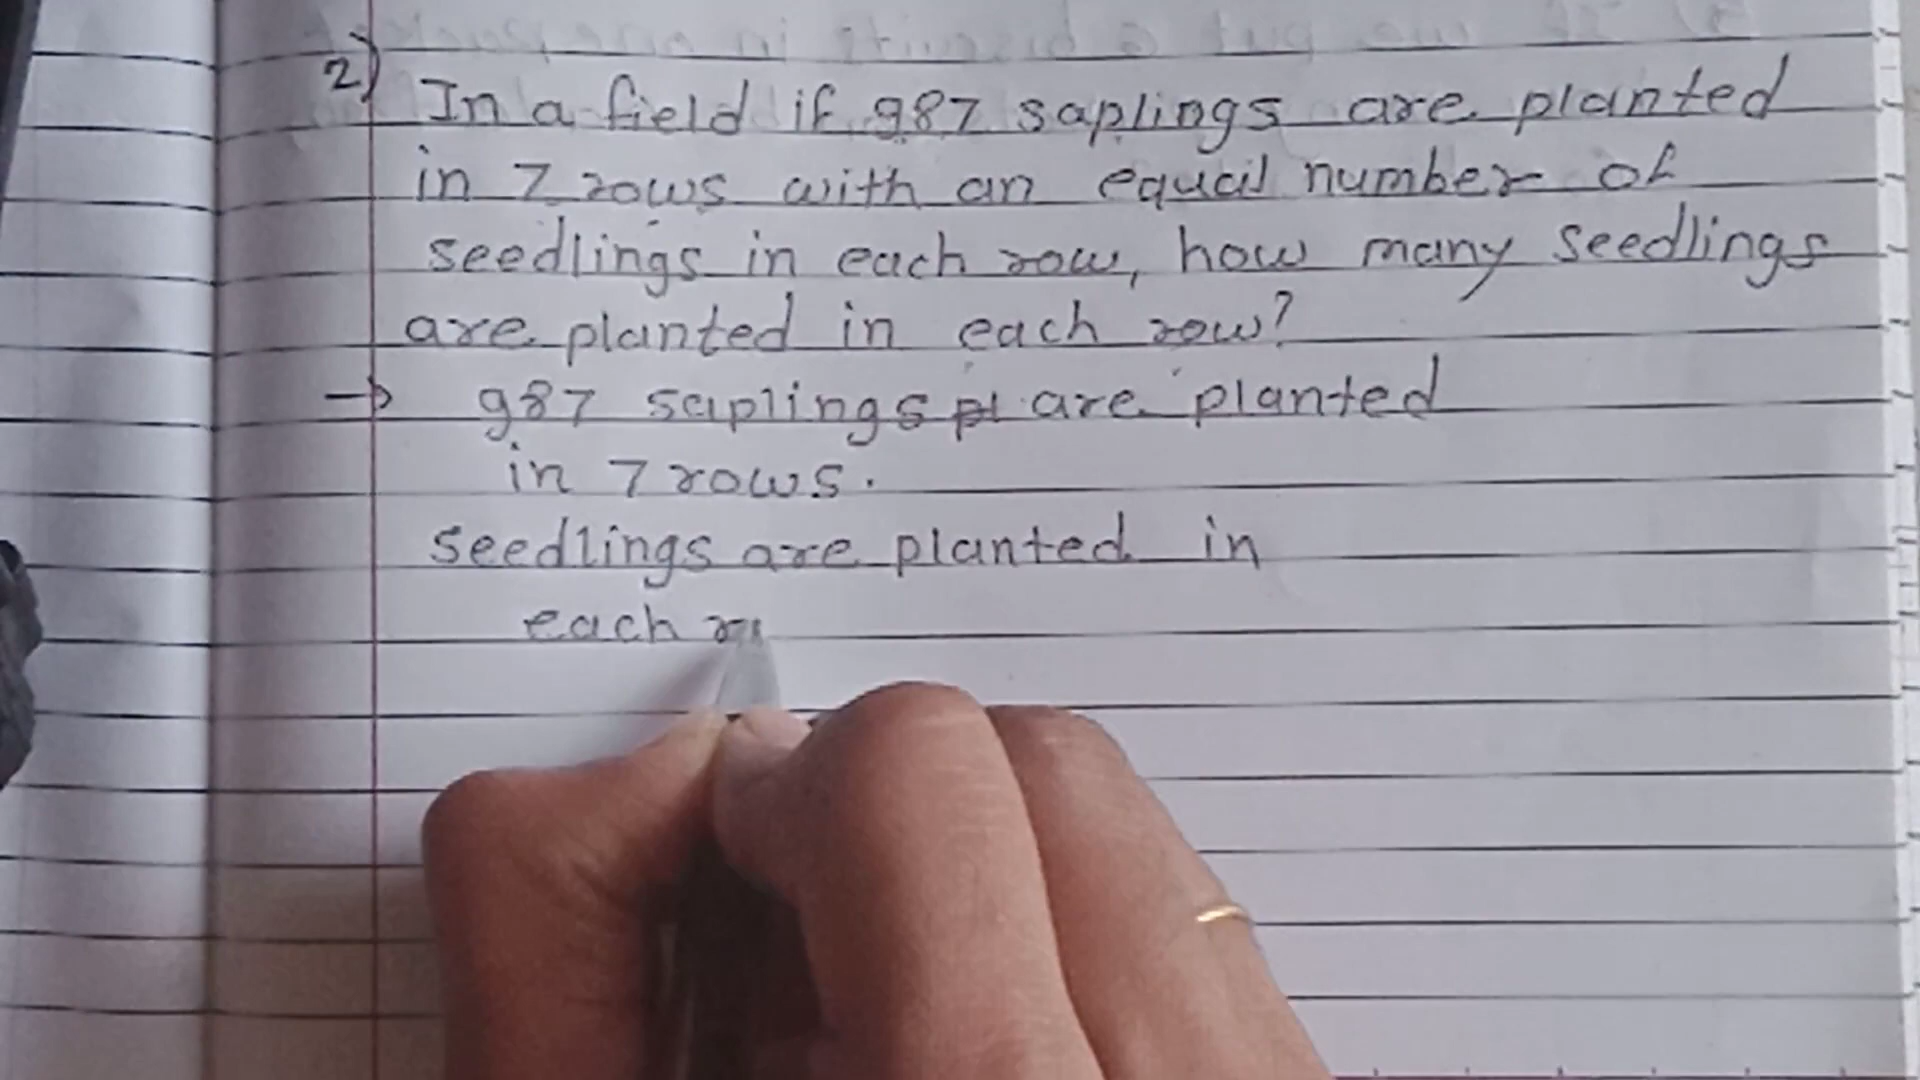 2) In a field if 987 saplings are planted
in 7 rows with an equal number of
seedlings in each row, how many seedlings
are planted in each row?
→ 987 saplings are planted
in 7 rows.
seedlings are planted in
each